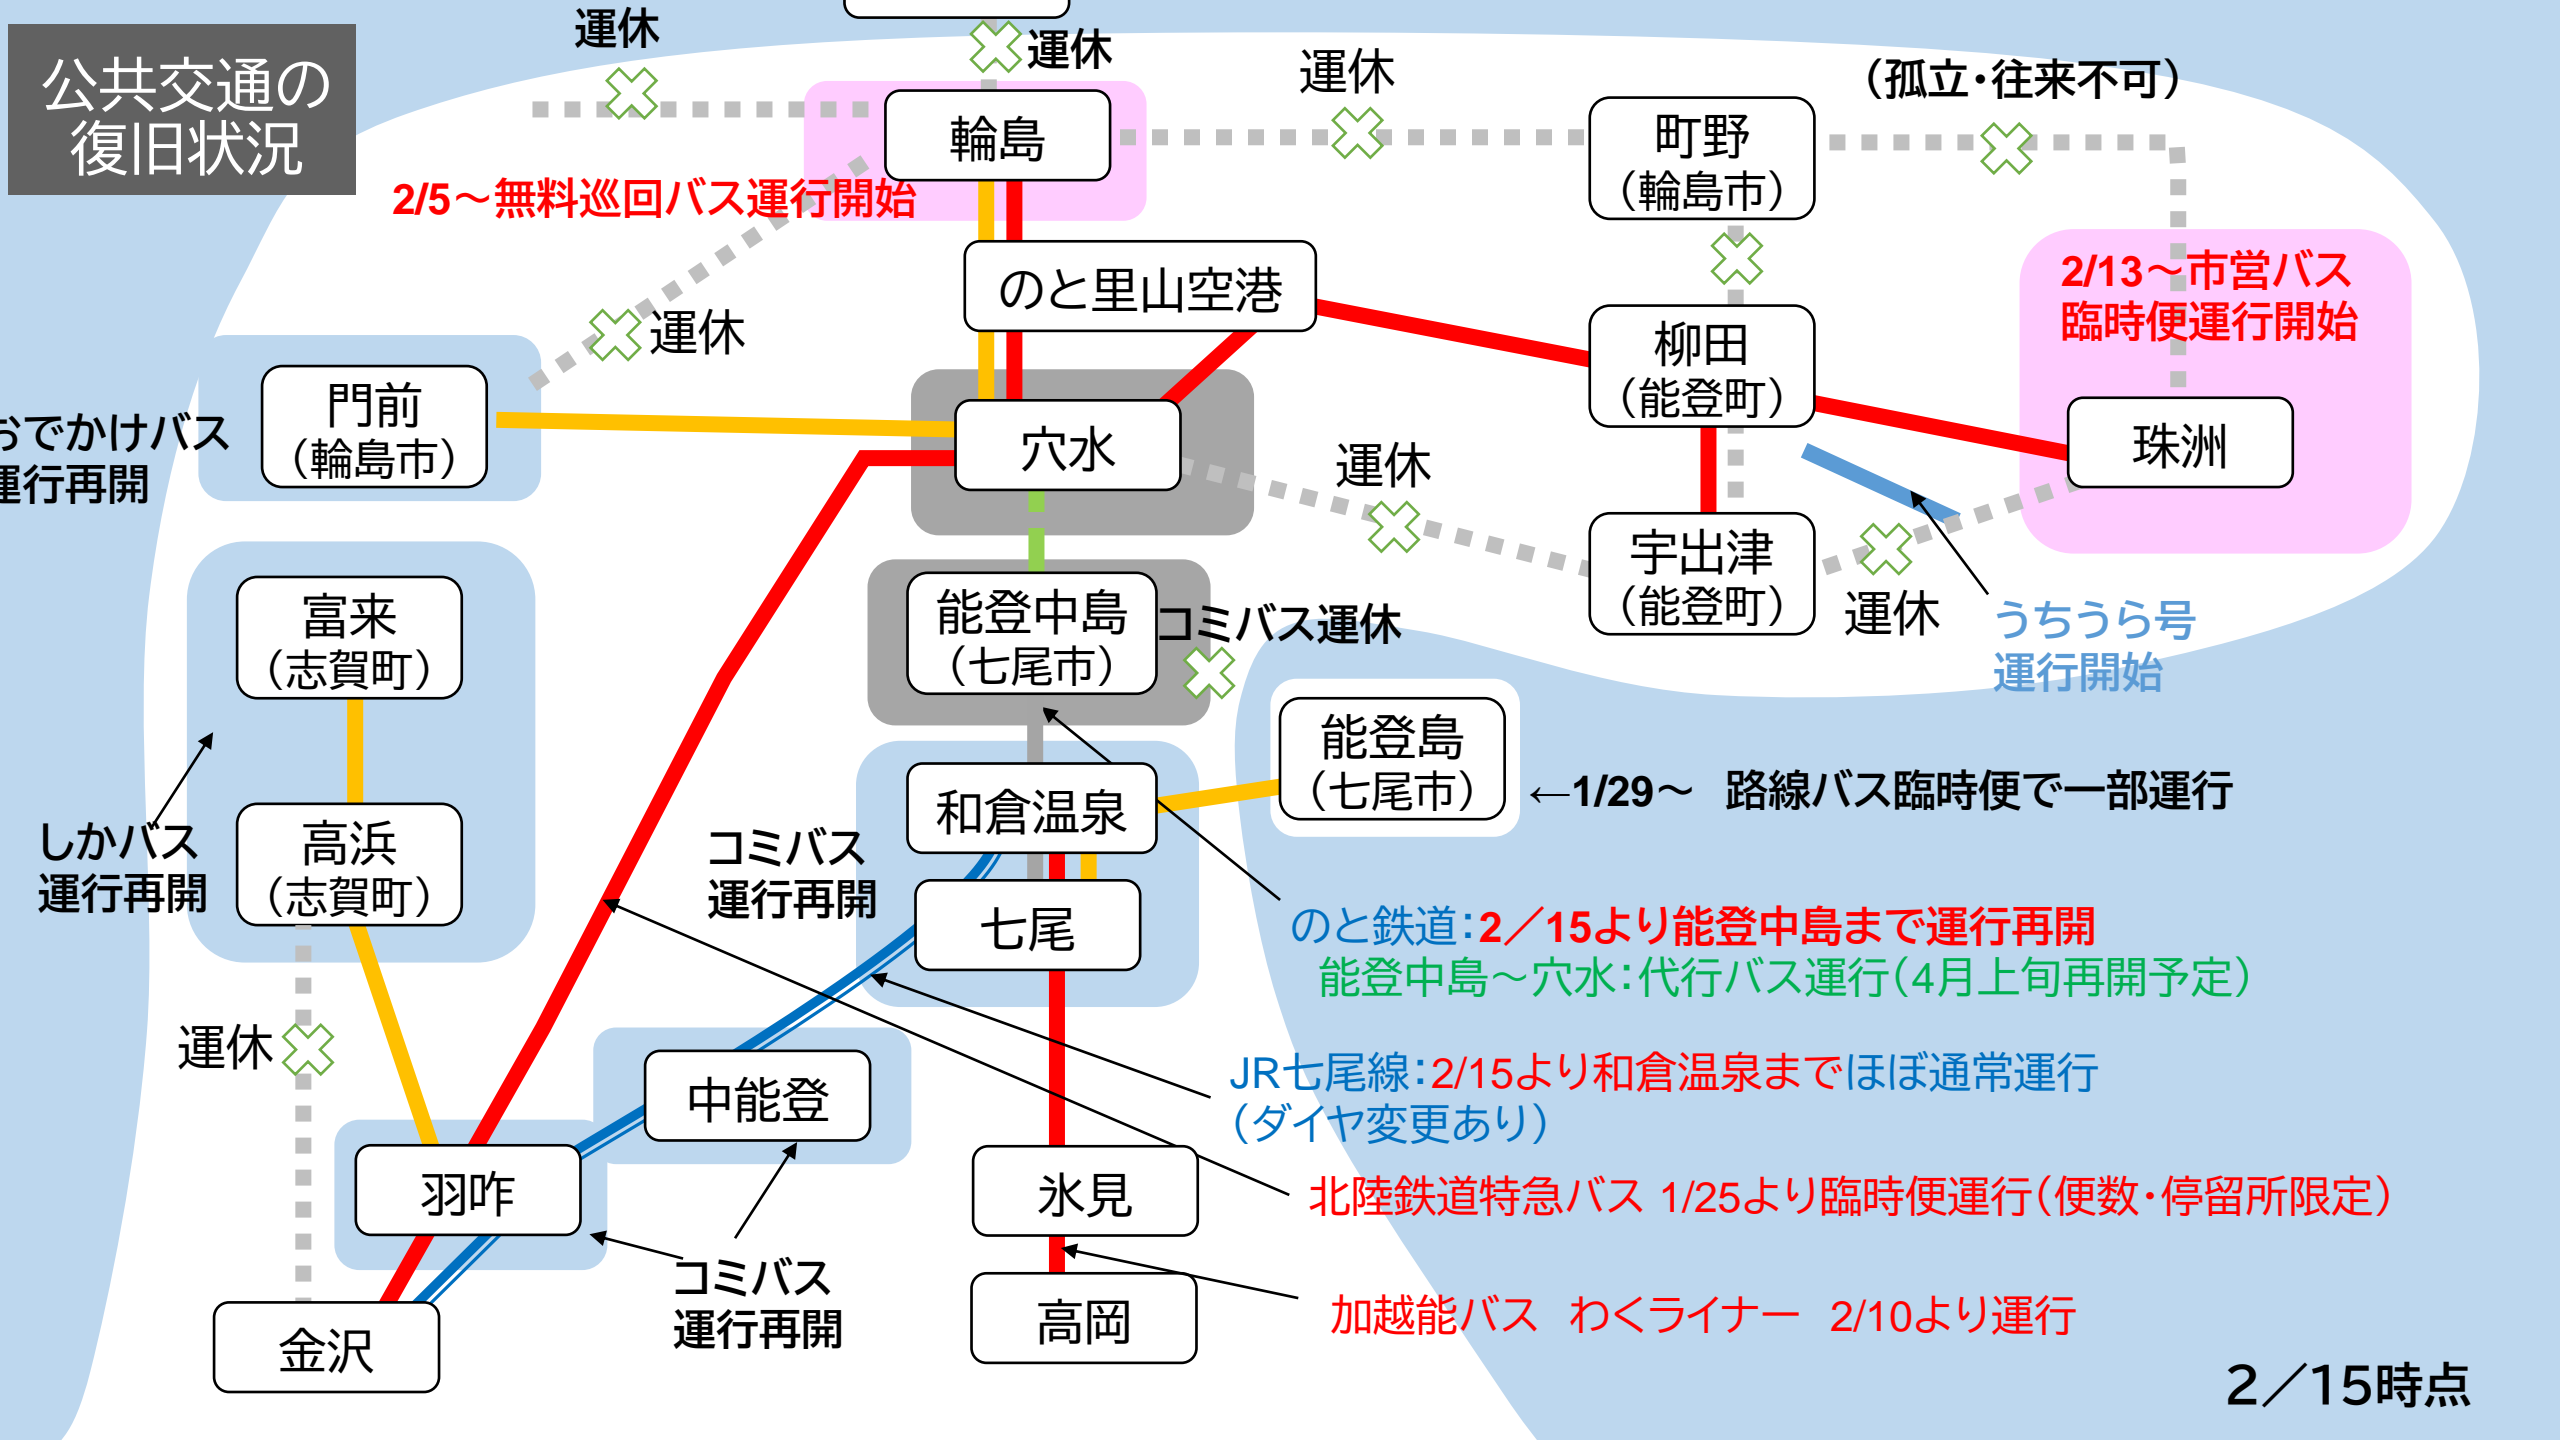 公共交通の
復旧状況
運休
運休
運休
(孤立・往来不可)
輪島
町野
(輪島市)
2/5～無料巡回バス運行開始
のと里山空港
2/13～市営バス
臨時便運行開始
運休
柳田
(能登町)
門前
(輪島市)
おでかけバス
運行再開
穴水
運休
珠洲
宇出津
(能登町)
運休
うちうら号
運行開始
富来
(志賀町)
能登中島
(七尾市)
コミバス運休
能登島
(七尾市)
←1/29～　路線バス臨時便で一部運行
和倉温泉
しかバス
運行再開
高浜
(志賀町)
コミバス
運行再開
七尾
のと鉄道：2／15より能登中島まで運行再開
能登中島～穴水：代行バス運行(4月上旬再開予定)
運休
中能登
JR七尾線：2/15より和倉温泉までほぼ通常運行
(ダイヤ変更あり)
羽咋
氷見
北陸鉄道特急バス 1/25より臨時便運行(便数・停留所限定)
コミバス
運行再開
金沢
高岡
加越能バス　わくライナー　2/10より運行
2／15時点